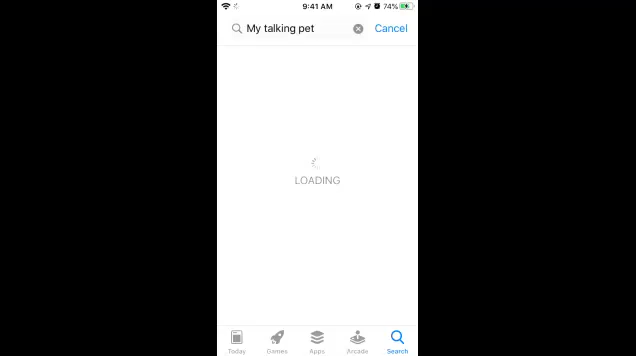 9:41 AM
74%
My talking pet
Cancel
LOADING
Today
Games
Apps
Arcade
Search